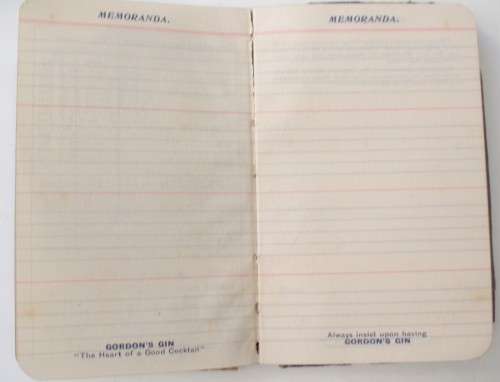 MEMORANDA.
GORDON'S GIN
"The Heart of a Good Cocktail"
MEMORANDA.
Always insist upon having
GORDON'S GIN